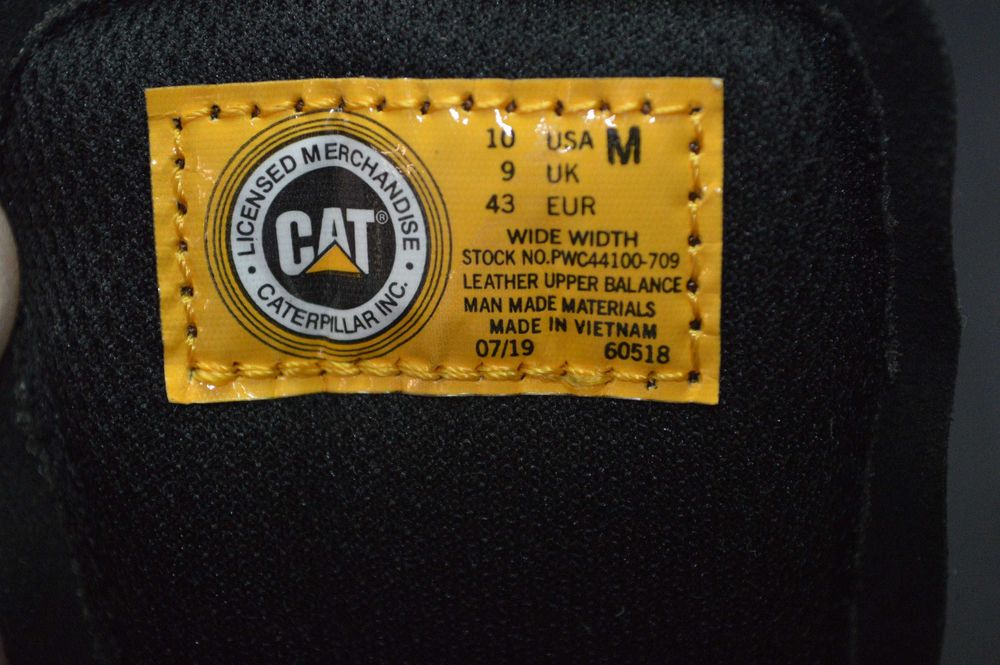 LICENSED MERCHANDISE
CAT®
• CATERPILLAR INC. •
10 USA M
9 UK
43 EUR
WIDE WIDTH
STOCK NO.PWC44100-709
LEATHER UPPER BALANCE
MAN MADE MATERIALS
MADE IN VIETNAM
07/19 60518